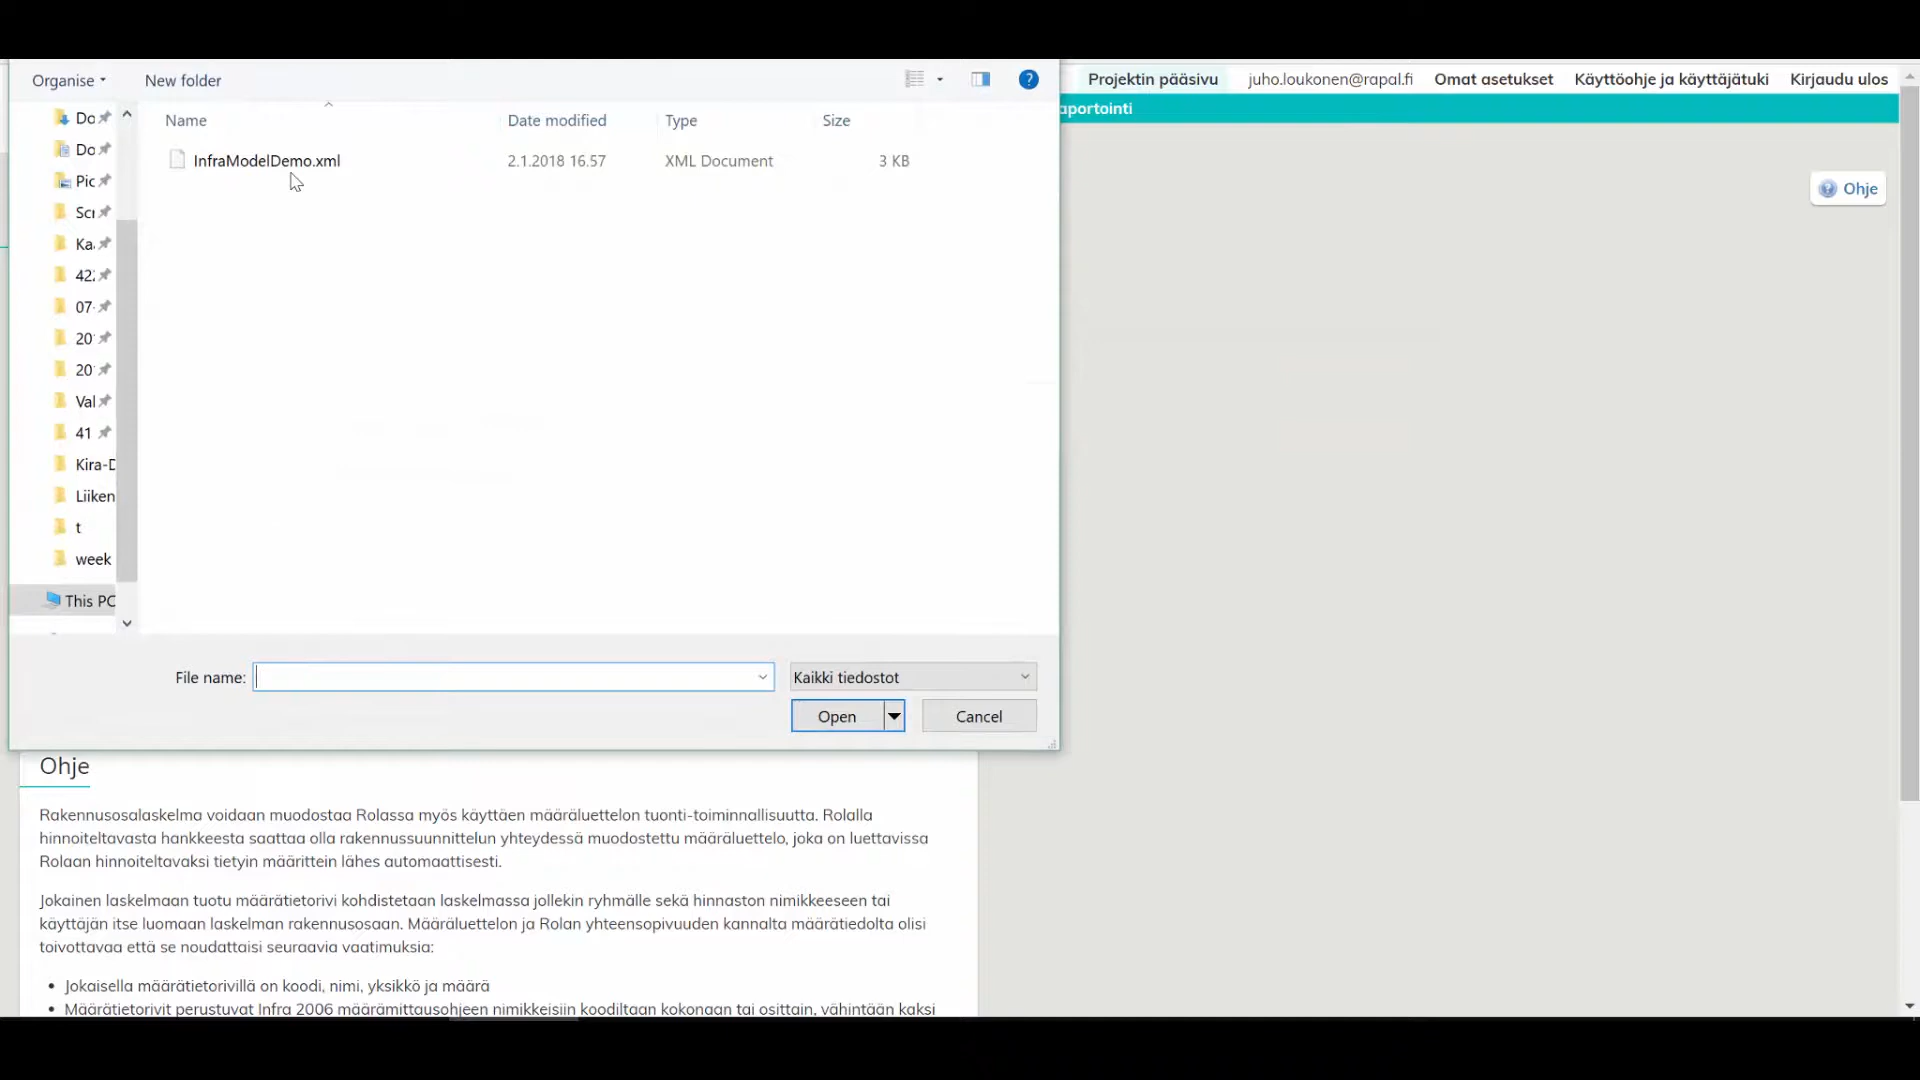 Organise
New folder
Projektin pääsivu
juho.loukonen@rapal.fi
Omat asetukset
Käyttöohje ja käyttäjätuki
Kirjaudu ulos
aportointi
Ohje
Name
Date modified
Type
Size
InfraModelDemo.xml
2.1.2018 16.57
XML Document
3 KB
Do
Do
Pic
Scr
Ka
42
07-
20
20
Val
41
Kira-D
Liiken
t
week
This PC
File name:
Kaikki tiedostot
Open
Cancel
Ohje
Rakennusosalaskelma voidaan muodostaa Rolassa myös käyttäen määräluettelon tuonti-toiminnallisuutta. Rolalla
hinnoiteltavasta hankkeesta saattaa olla rakennussuunnittelun yhteydessä muodostettu määräluettelo, joka on luettavissa
Rolaan hinnoiteltavaksi tietyin määrittein lähes automaattisesti.
Jokainen laskelmaan tuotu määrätietorivi kohdistetaan laskelmassa jollekin ryhmälle sekä hinnaston nimikkeeseen tai
käyttäjän itse luomaan laskelman rakennusosaan. Määräluettelon ja Rolan yhteensopivuuden kannalta määrätiedolta olisi
toivottavaa että se noudattaisi seuraavia vaatimuksia:
• Jokaisella määrätietorivillä on koodi, nimi, yksikkö ja määrä
• Määrätietorivit perustuvat Infra 2006 määrämittausohjeen nimikkeisiin koodiltaan kokonaan tai osittain, vähintään kaksi